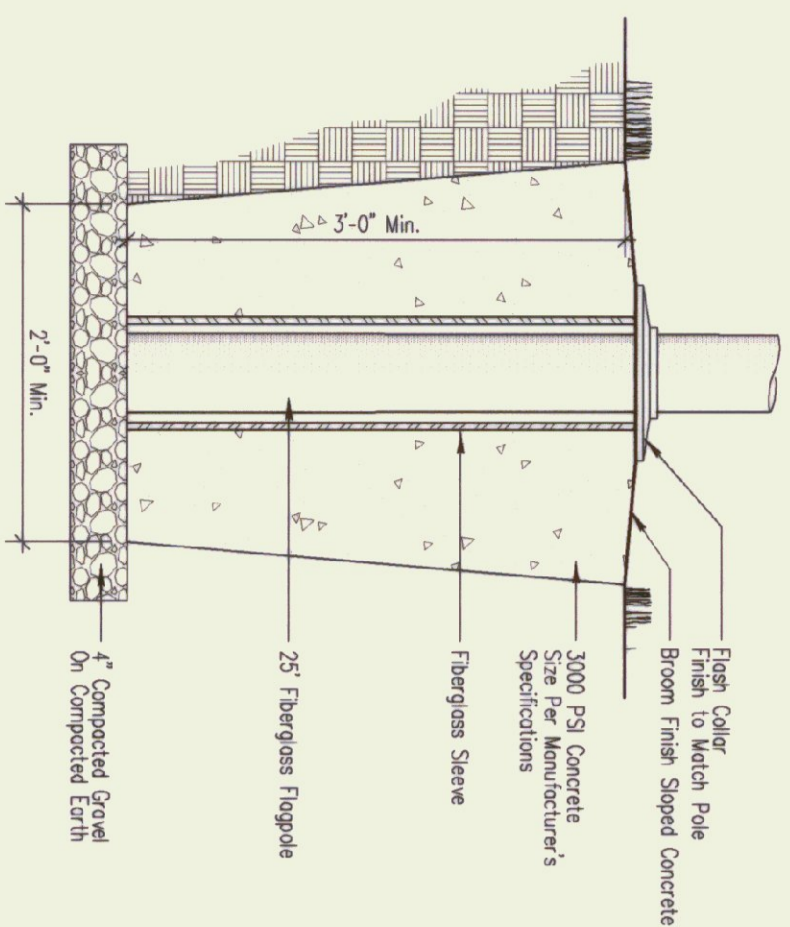 Flash Collar
Finish to Match Pole
Broom Finish Sloped Concrete
3000 PSI Concrete
Size Per Manufacturer's
Specifications
Fiberglass Sleeve
25' Fiberglass Flagpole
4" Compacted Gravel
On Compacted Earth
3'-0" Min.
2'-0" Min.